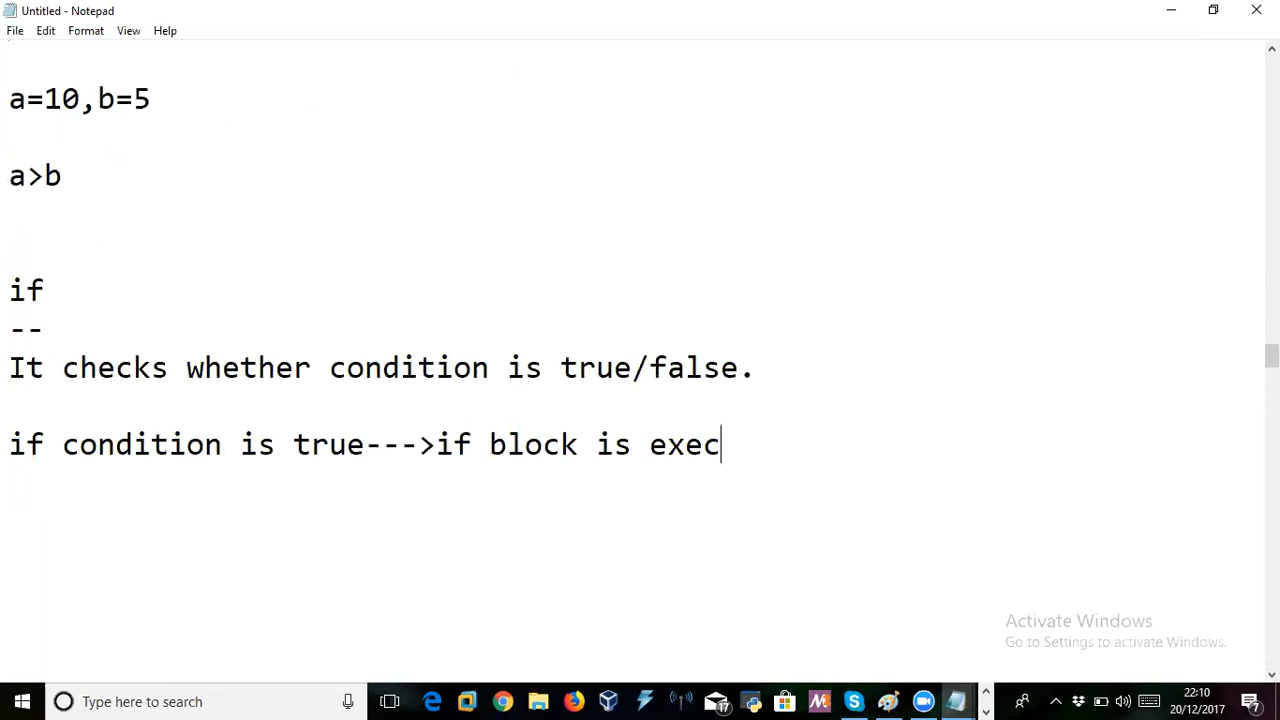 Untitled - Notepad
File Edit Format View Help
a=10,b=5
a>b
if
--
It checks whether condition is true/false.
if condition is true--->if block is exec
Activate Windows
Go to Settings to activate Windows.
Type here to search
17
22:10
20/12/2017
7